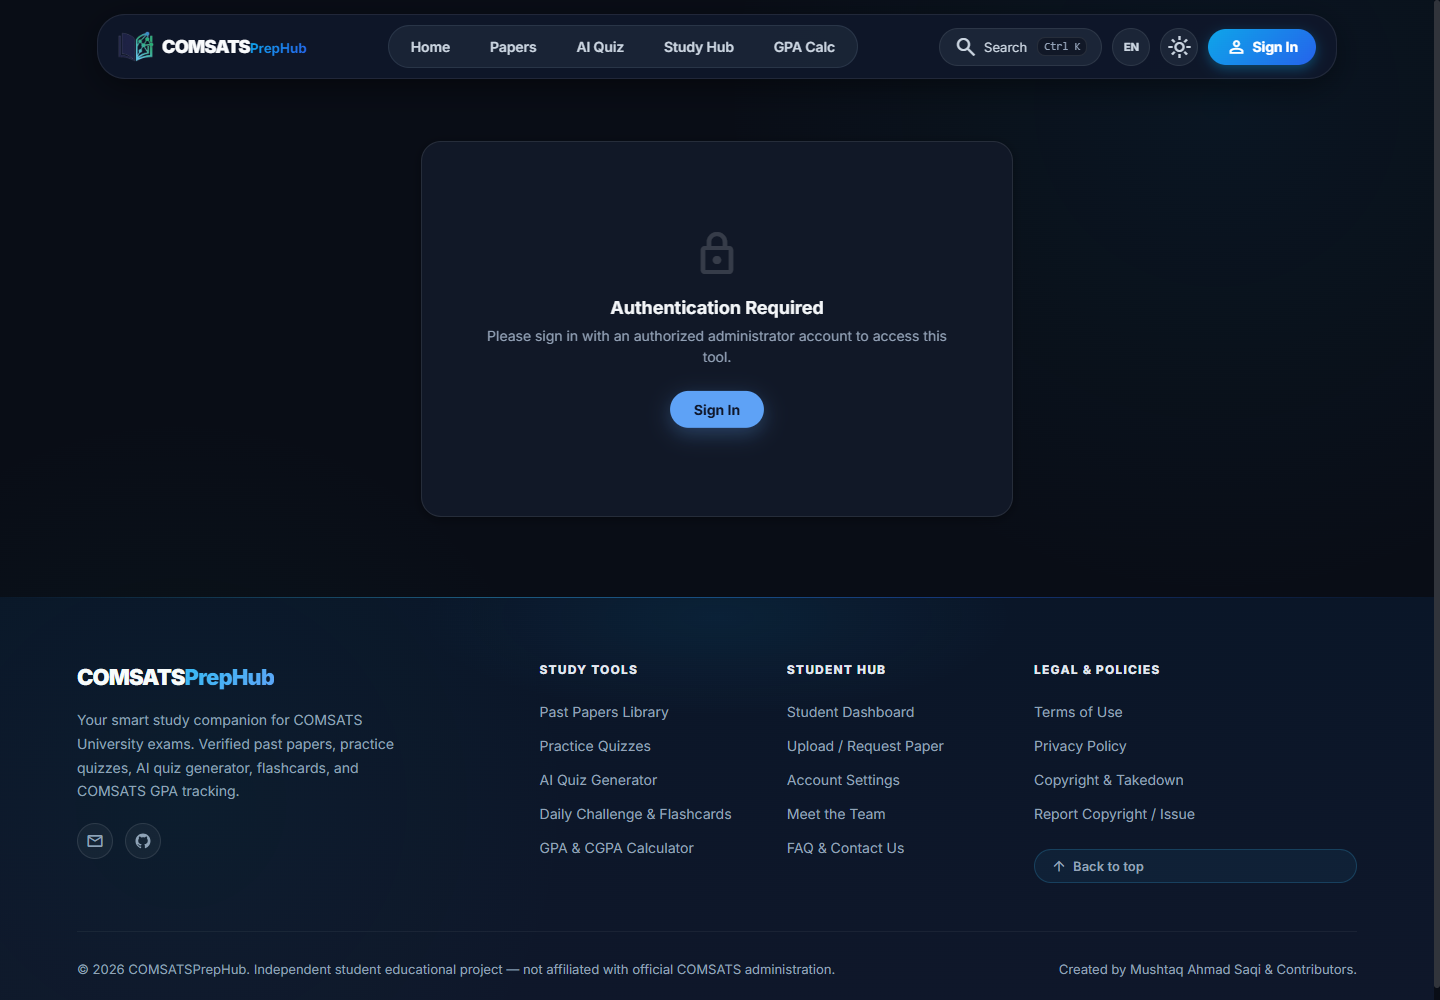 COMSATSPrepHub
Home
Papers
AI Quiz
Study Hub
GPA Calc
Search
Ctrl K
EN
Sign In
Authentication Required
Please sign in with an authorized administrator account to access this
tool.
Sign In
COMSATSPrepHub
Your smart study companion for COMSATS
University exams. Verified past papers, practice
quizzes, AI quiz generator, flashcards, and
COMSATS GPA tracking.
STUDY TOOLS
Past Papers Library
Practice Quizzes
AI Quiz Generator
Daily Challenge & Flashcards
GPA & CGPA Calculator
STUDENT HUB
Student Dashboard
Upload / Request Paper
Account Settings
Meet the Team
FAQ & Contact Us
LEGAL & POLICIES
Terms of Use
Privacy Policy
Copyright & Takedown
Report Copyright / Issue
Back to top
© 2026 COMSATSPrepHub. Independent student educational project — not affiliated with official COMSATS administration.
Created by Mushtaq Ahmad Saqi & Contributors.